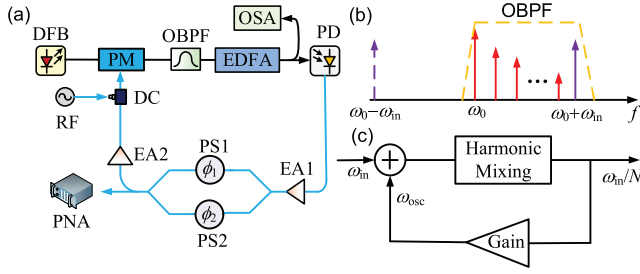 (a)
OSA
DFB
PM
OBPF
EDFA
PD
RF
DC
EA2
PS1
ϕ1
EA1
PNA
ϕ2
PS2
(b)
OBPF
ω0−ωin
ω0
ω0+ωin
f
(c)
ωin
Harmonic
Mixing
ωin/N
ωosc
Gain